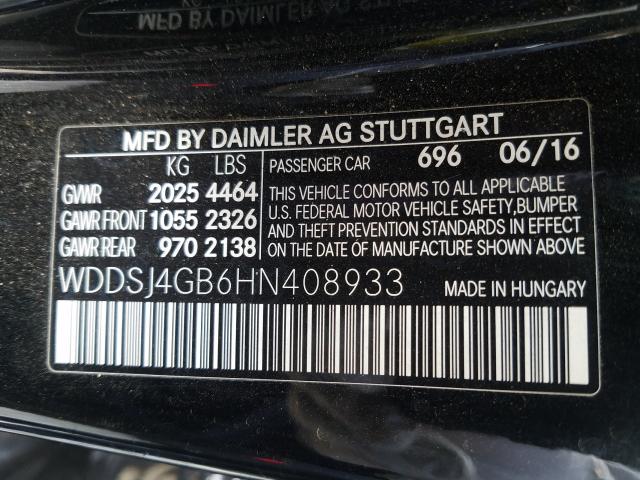 MFD BY DAIMLER AG STUTTGART
KG LBS
GVWR 2025 4464
GAWR FRONT 1055 2326
GAWR REAR 970 2138
PASSENGER CAR 696 06/16
THIS VEHICLE CONFORMS TO ALL APPLICABLE
U.S. FEDERAL MOTOR VEHICLE SAFETY,BUMPER
AND THEFT PREVENTION STANDARDS IN EFFECT
ON THE DATE OF MANUFACTURE SHOWN ABOVE
WDDSJ4GB6HN408933
MADE IN HUNGARY